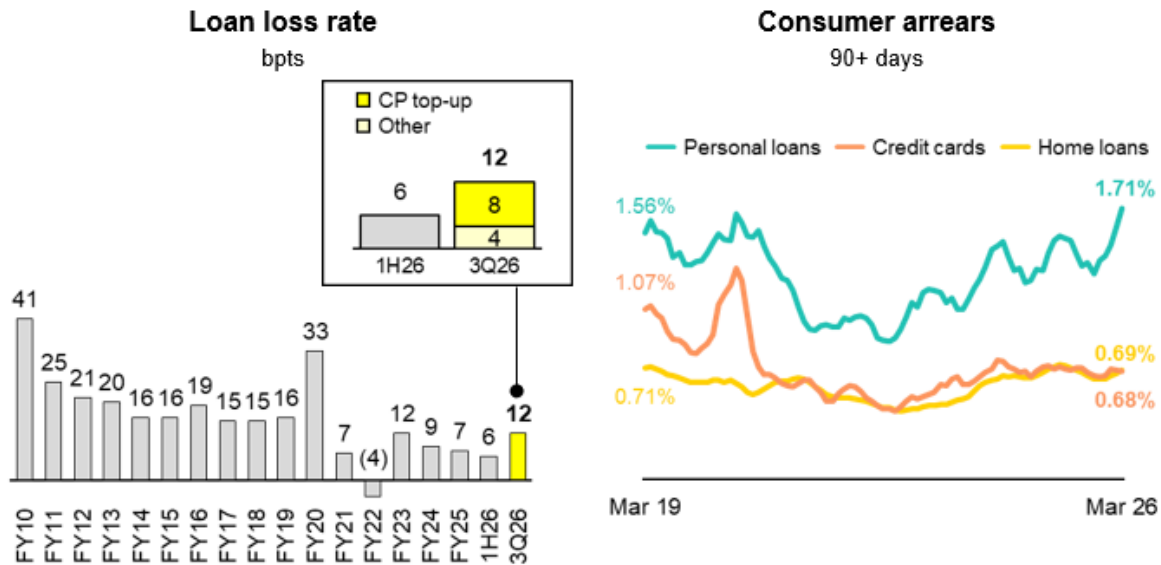 Loan loss rate
bpts
CP top-up
Other
12
6
8
4
1H26 3Q26
41
25
21
20
16
16
19
15
15
16
33
7
(4)
12
9
7
6
12
FY10
FY11
FY12
FY13
FY14
FY15
FY16
FY17
FY18
FY19
FY20
FY21
FY22
FY23
FY24
FY25
1H26
3Q26
Consumer arrears
90+ days
Personal loans Credit cards Home loans
1.56%
1.71%
1.07%
0.69%
0.71%
0.68%
Mar 19 Mar 26